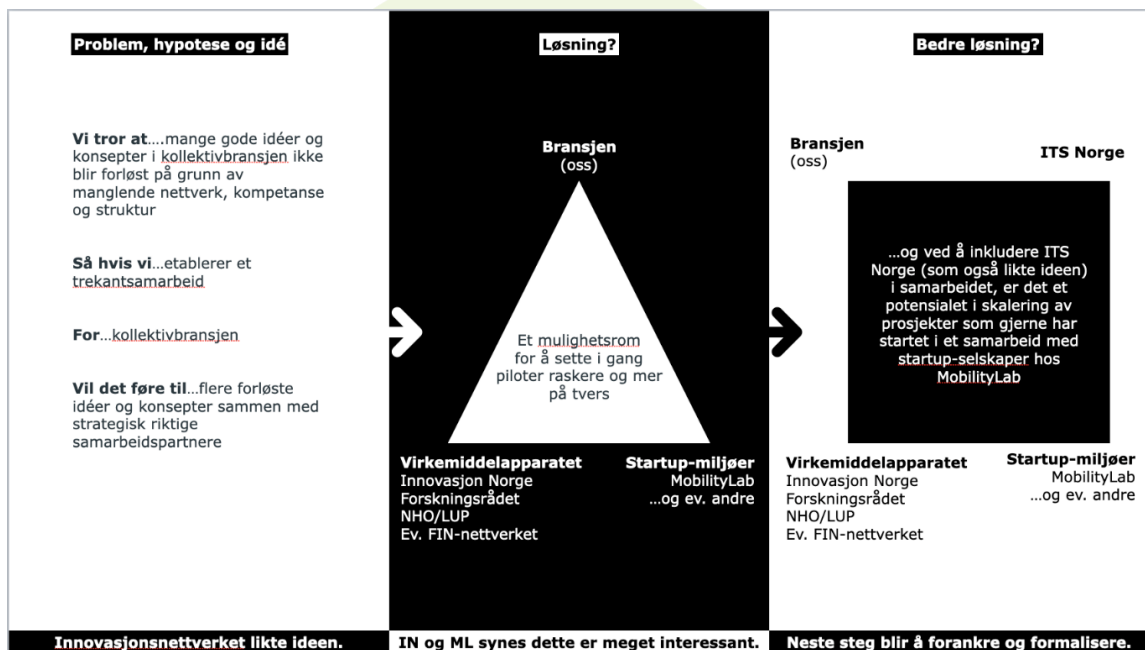 Problem, hypotese og idé
Vi tror at….mange gode idéer og
konsepter i kollektivbransjen ikke
blir forløst på grunn av
manglende nettverk, kompetanse
og struktur
Så hvis vi…etablerer et
trekantsamarbeid
For…kollektivbransjen
Vil det føre til…flere forløste
idéer og konsepter sammen med
strategisk riktige
samarbeidspartnere
Innovasjonsnettverket likte ideen.
Løsning?
Bransjen
(oss)
Et mulighetsrom
for å sette i gang
piloter raskere og mer
på tvers
Virkemiddelapparatet
Innovasjon Norge
Forskningsrådet
NHO/LUP
Ev. FIN-nettverket
Startup-miljøer
MobilityLab
…og ev. andre
IN og ML synes dette er meget interessant.
Bedre løsning?
Bransjen
(oss)
ITS Norge
…og ved å inkludere ITS
Norge (som også likte ideen)
i samarbeidet, er det et
potensialet i skalering av
prosjekter som gjerne har
startet i et samarbeid med
startup-selskaper hos
MobilityLab
Virkemiddelapparatet
Innovasjon Norge
Forskningsrådet
NHO/LUP
Ev. FIN-nettverket
Startup-miljøer
MobilityLab
…og ev. andre
Neste steg blir å forankre og formalisere.